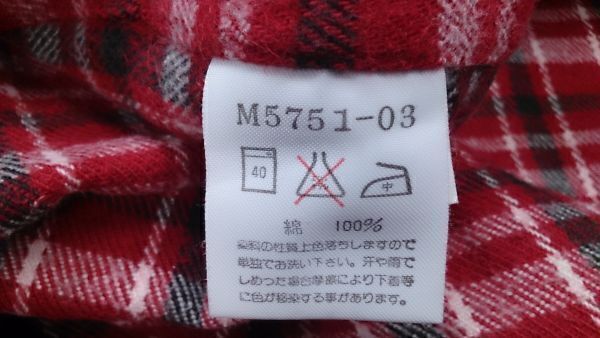 M5751-03
40 中
綿 100%
染料の性質上色落ちしますので
単独でお洗い下さい。汗や雨で
しめった場合摩擦により下着等
に色が移染する事があります。